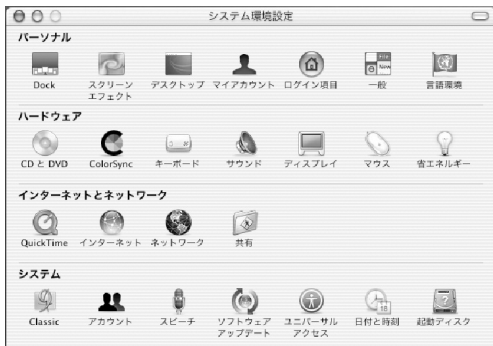 システム環境設定
パーソナル
Dock
スクリーン
エフェクト
デスクトップ
マイアカウント
ログイン項目
一般
言語環境
ハードウェア
CD と DVD
ColorSync
キーボード
サウンド
ディスプレイ
マウス
省エネルギー
インターネットとネットワーク
QuickTime
インターネット
ネットワーク
共有
システム
Classic
アカウント
スピーチ
ソフトウェア
アップデート
ユニバーサル
アクセス
日付と時刻
起動ディスク